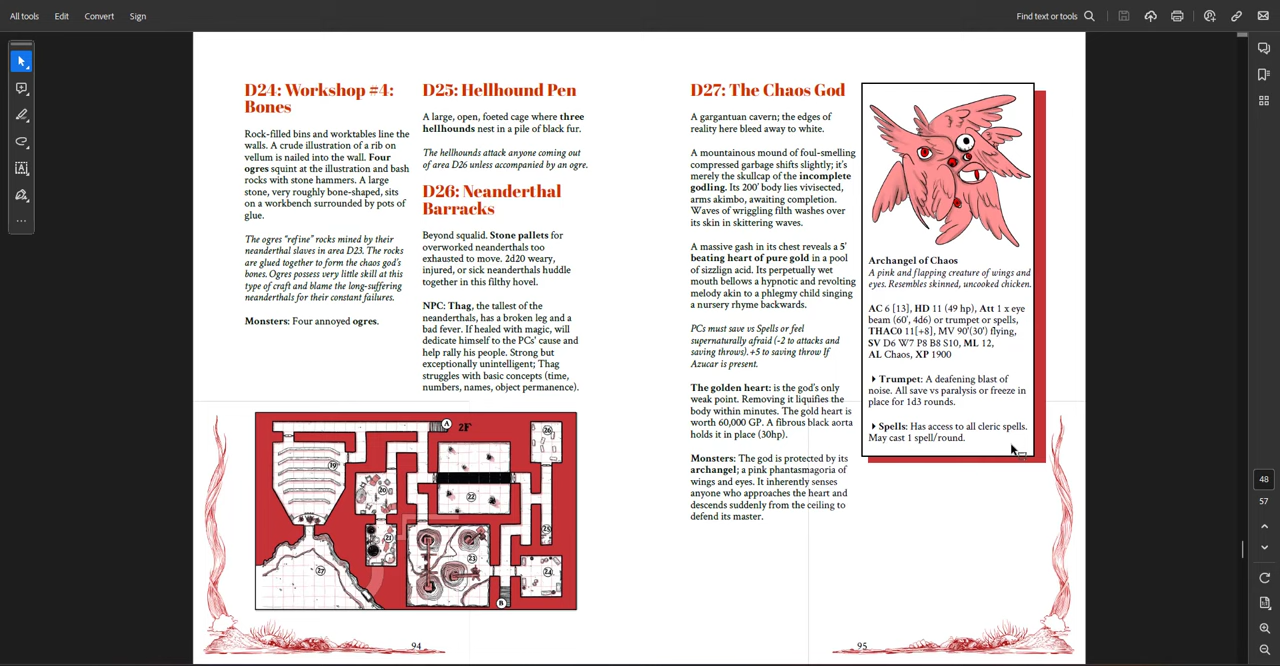 All tools
Edit
Convert
Sign
Find text or tools
D24: Workshop #4:
Bones
Rock-filled bins and worktables line the
walls. A crude illustration of a rib on
vellum is nailed into the wall. Four
ogres squint at the illustration and bash
rocks with stone hammers. A large
stone, very roughly bone-shaped, sits
on a workbench surrounded by pots of
glue.
The ogres "refine" rocks mined by their
neanderthal slaves in area D23. The rocks
are glued together to form the chaos god's
bones. Ogres possess very little skill at this
type of craft and blame the long-suffering
neanderthals for their constant failures.
Monsters: Four annoyed ogres.
D25: Hellhound Pen
A large, open, foeted cage where three
hellhounds nest in a pile of black fur.
The hellhounds attack anyone coming out
of area D26 unless accompanied by an ogre.
D26: Neanderthal
Barracks
Beyond squalid. Stone pallets for
overworked neanderthals too
exhausted to move. 2d20 weary,
injured, or sick neanderthals huddle
together in this filthy hovel.
NPC: Thag, the tallest of the
neanderthals, has a broken leg and a
bad fever. If healed with magic, will
dedicate himself to the PCs' cause and
help rally his people. Strong but
exceptionally unintelligent; Thag
struggles with basic concepts (time,
numbers, names, object permanence).
A
2F
26
19
20
22
21
25
23
27
24
B
94
D27: The Chaos God
A gargantuan cavern; the edges of
reality here bleed away to white.
A mountainous mound of foul-smelling
compressed garbage shifts slightly; it's
merely the skullcap of the incomplete
godling. Its 200' body lies vivisected,
arms akimbo, awaiting completion.
Waves of wriggling filth washes over
its skin in skittering waves.
A massive gash in its chest reveals a 5'
beating heart of pure gold in a pool
of sizzlign acid. Its perpetually wet
mouth bellows a hypnotic and revolting
melody akin to a phlegmy child singing
a nursery rhyme backwards.
PCs must save vs Spells or feel
supernaturally afraid (-2 to attacks and
saving throws). +5 to saving throw If
Azucar is present.
The golden heart: is the god's only
weak point. Removing it liquifies the
body within minutes. The gold heart is
worth 60,000 GP. A fibrous black aorta
holds it in place (30hp).
Monsters: The god is protected by its
archangel; a pink phantasmagoria of
wings and eyes. It inherently senses
anyone who approaches the heart and
descends suddenly from the ceiling to
defend its master.
Archangel of Chaos
A pink and flapping creature of wings and
eyes. Resembles skinned, uncooked chicken.
AC 6 [13], HD 11 (49 hp), Att 1 x eye
beam (60', 4d6) or trumpet or spells,
THAC0 11[+8], MV 90'(30') flying,
SV D6 W7 P8 B8 S10, ML 12,
AL Chaos, XP 1900
Trumpet: A deafening blast of
noise. All save vs paralysis or freeze in
place for 1d3 rounds.
Spells: Has access to all cleric spells.
May cast 1 spell/round.
95
48
57